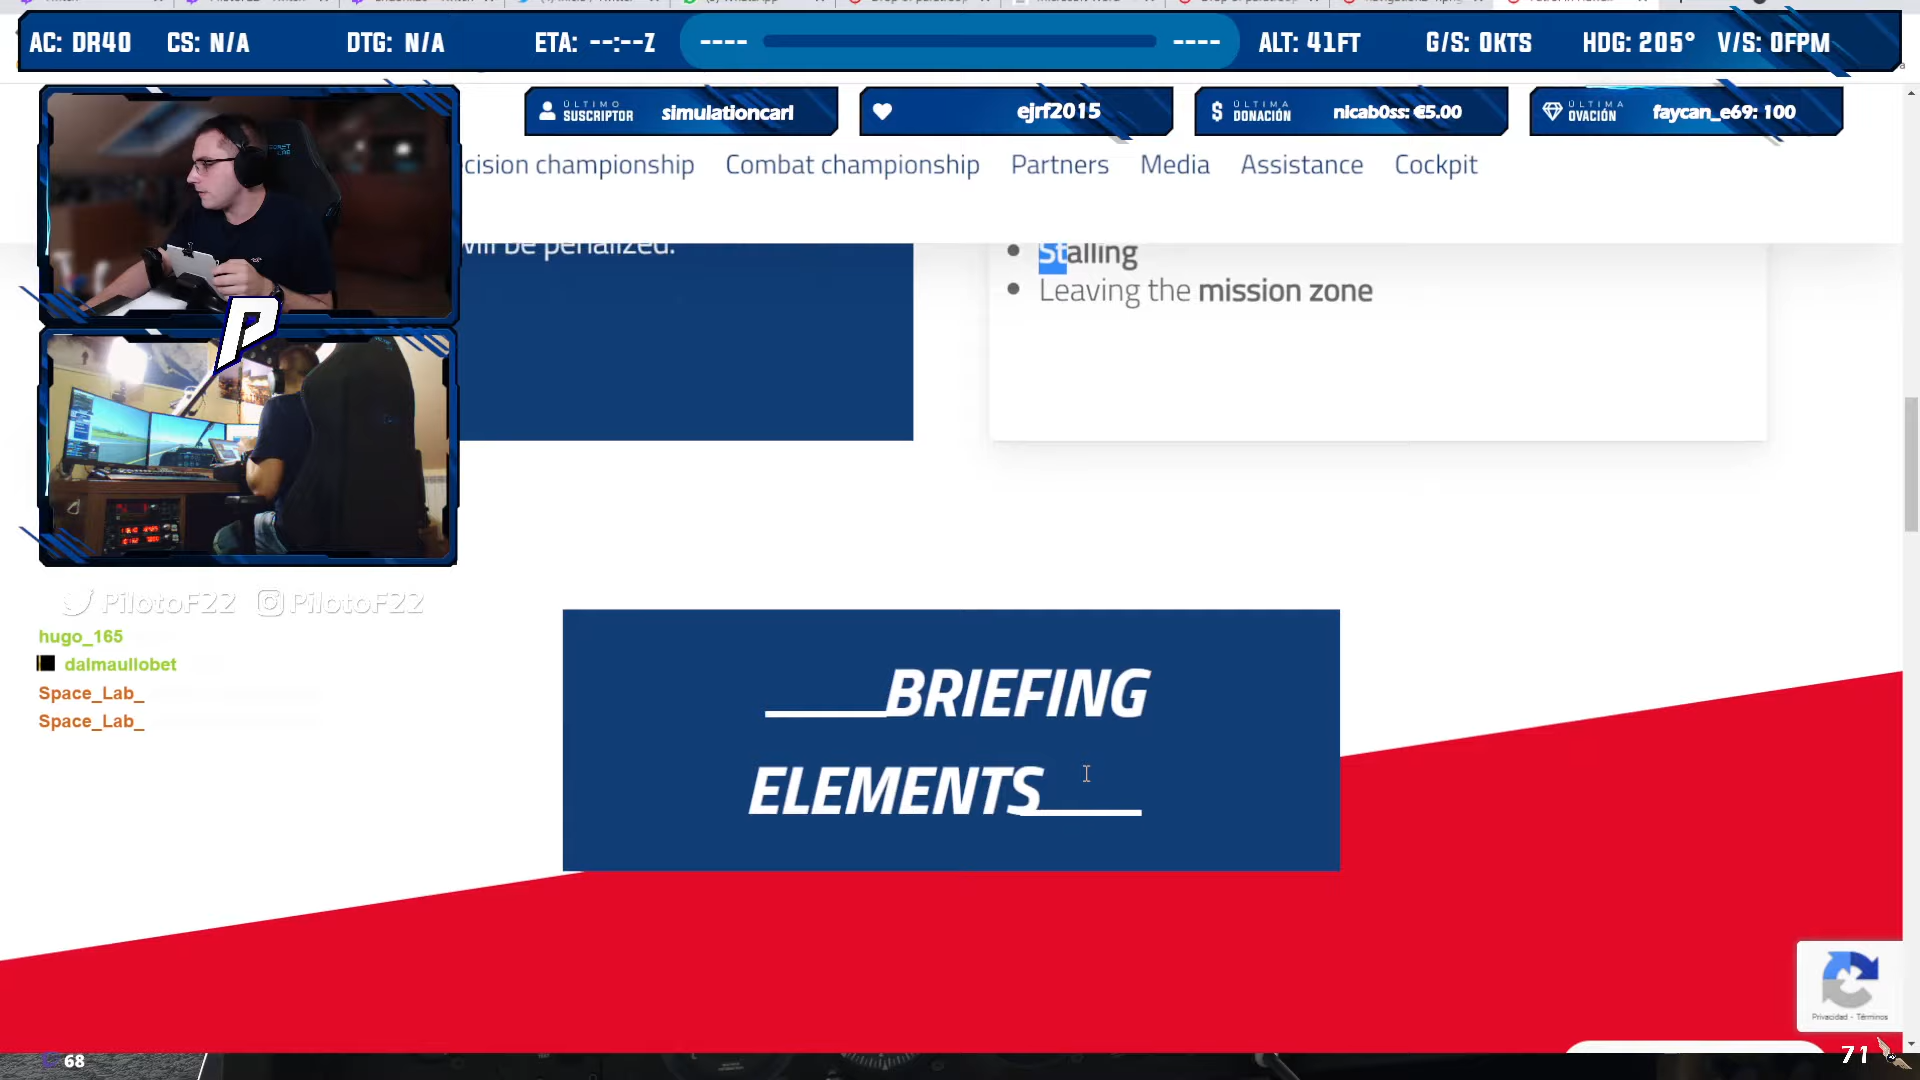 AC: DR40 CS: N/A DTG: N/A ETA: --:--Z ---- ---- ALT: 41FT G/S: 0KTS HDG: 205° V/S: 0FPM
ÚLTIMO SUSCRIPTOR simulationcarl
ejrf2015
ÚLTIMA DONACIÓN nicab0ss: €5.00
ÚLTIMA OVACIÓN faycan_e69: 100
cision championship Combat championship Partners Media Assistance Cockpit
will be penalized.
Stalling
Leaving the mission zone
P
PilotoF22 PilotoF22
hugo_165
dalmaullobet
Space_Lab_
Space_Lab_
BRIEFING
ELEMENTS
Privacidad - Términos
68
71